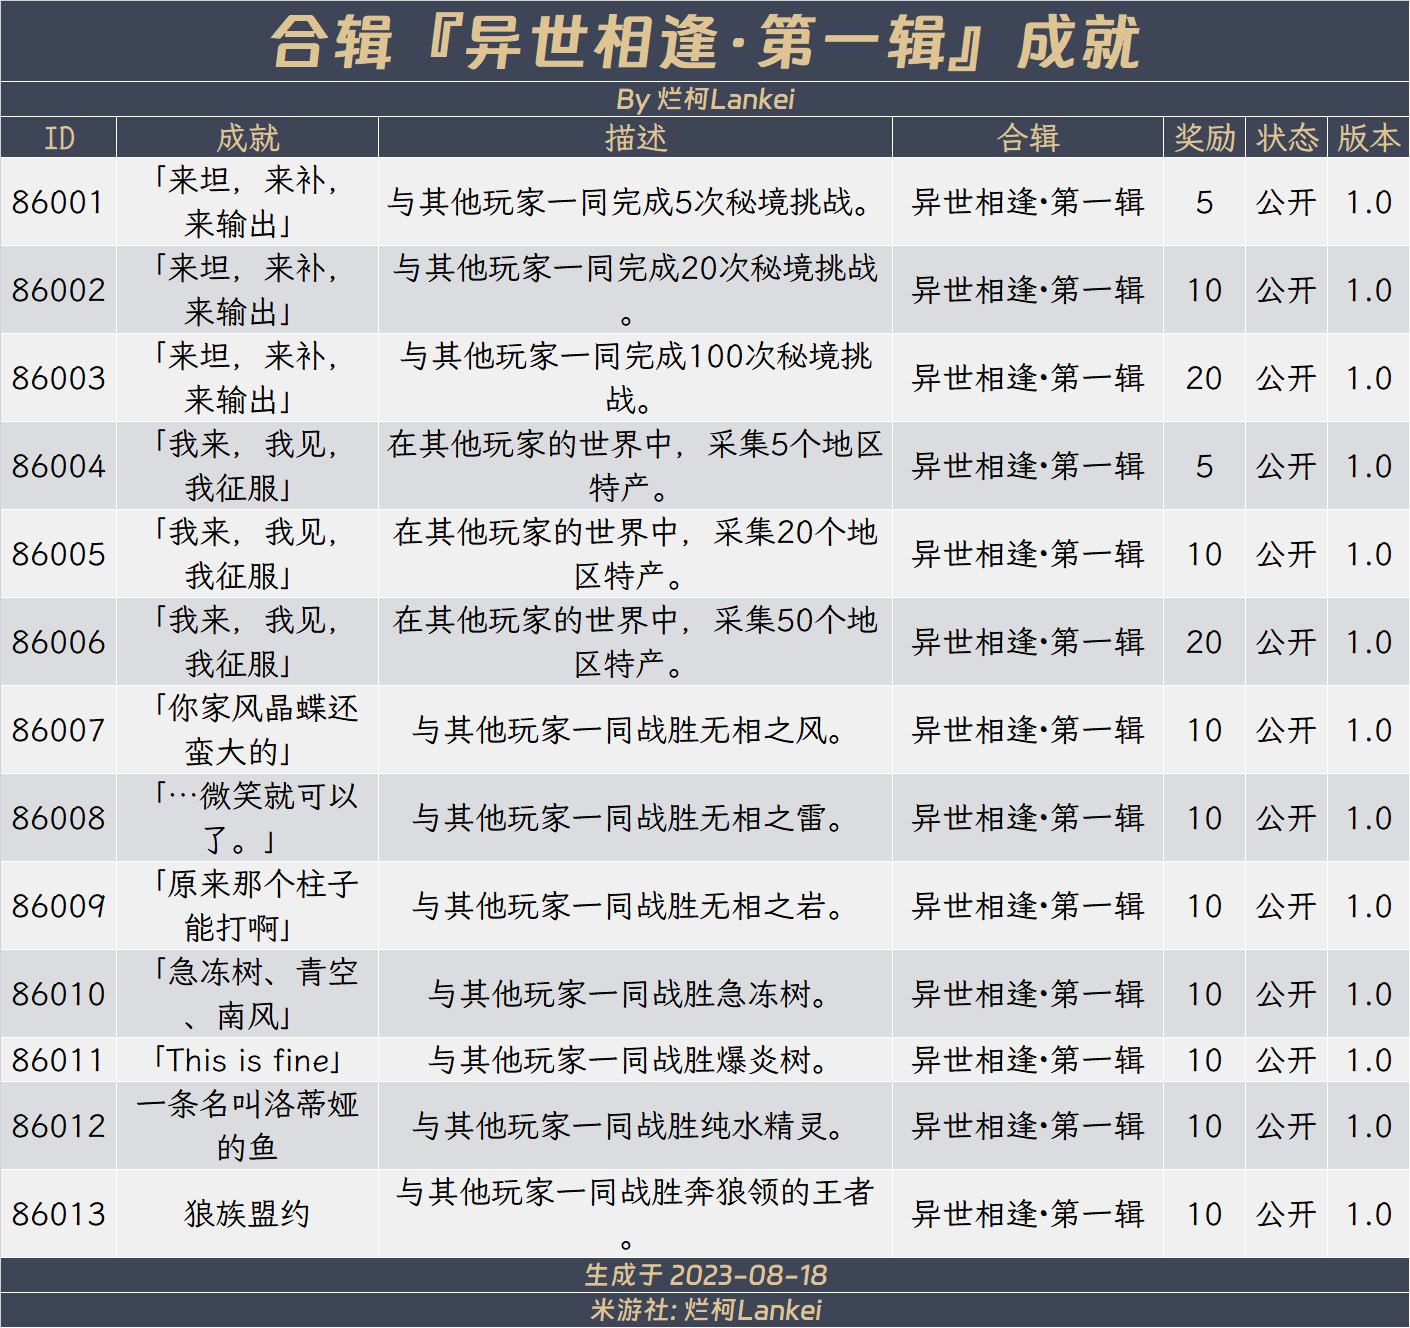 合辑『异世相逢·第一辑』成就
By 烂柯Lankei
ID 成就 描述 合辑 奖励 状态 版本
86001 「来坦，来补，来输出」 与其他玩家一同完成5次秘境挑战。 异世相逢·第一辑 5 公开 1.0
86002 「来坦，来补，来输出」 与其他玩家一同完成20次秘境挑战。 异世相逢·第一辑 10 公开 1.0
86003 「来坦，来补，来输出」 与其他玩家一同完成100次秘境挑战。 异世相逢·第一辑 20 公开 1.0
86004 「我来，我见，我征服」 在其他玩家的世界中，采集5个地区特产。 异世相逢·第一辑 5 公开 1.0
86005 「我来，我见，我征服」 在其他玩家的世界中，采集20个地区特产。 异世相逢·第一辑 10 公开 1.0
86006 「我来，我见，我征服」 在其他玩家的世界中，采集50个地区特产。 异世相逢·第一辑 20 公开 1.0
86007 「你家风晶蝶还蛮大的」 与其他玩家一同战胜无相之风。 异世相逢·第一辑 10 公开 1.0
86008 「…微笑就可以了。」 与其他玩家一同战胜无相之雷。 异世相逢·第一辑 10 公开 1.0
86009 「原来那个柱子能打啊」 与其他玩家一同战胜无相之岩。 异世相逢·第一辑 10 公开 1.0
86010 「急冻树、青空、南风」 与其他玩家一同战胜急冻树。 异世相逢·第一辑 10 公开 1.0
86011 「This is fine」 与其他玩家一同战胜爆炎树。 异世相逢·第一辑 10 公开 1.0
86012 一条名叫洛蒂娅的鱼 与其他玩家一同战胜纯水精灵。 异世相逢·第一辑 10 公开 1.0
86013 狼族盟约 与其他玩家一同战胜奔狼领的王者。 异世相逢·第一辑 10 公开 1.0
生成于 2023-08-18
米游社: 烂柯Lankei